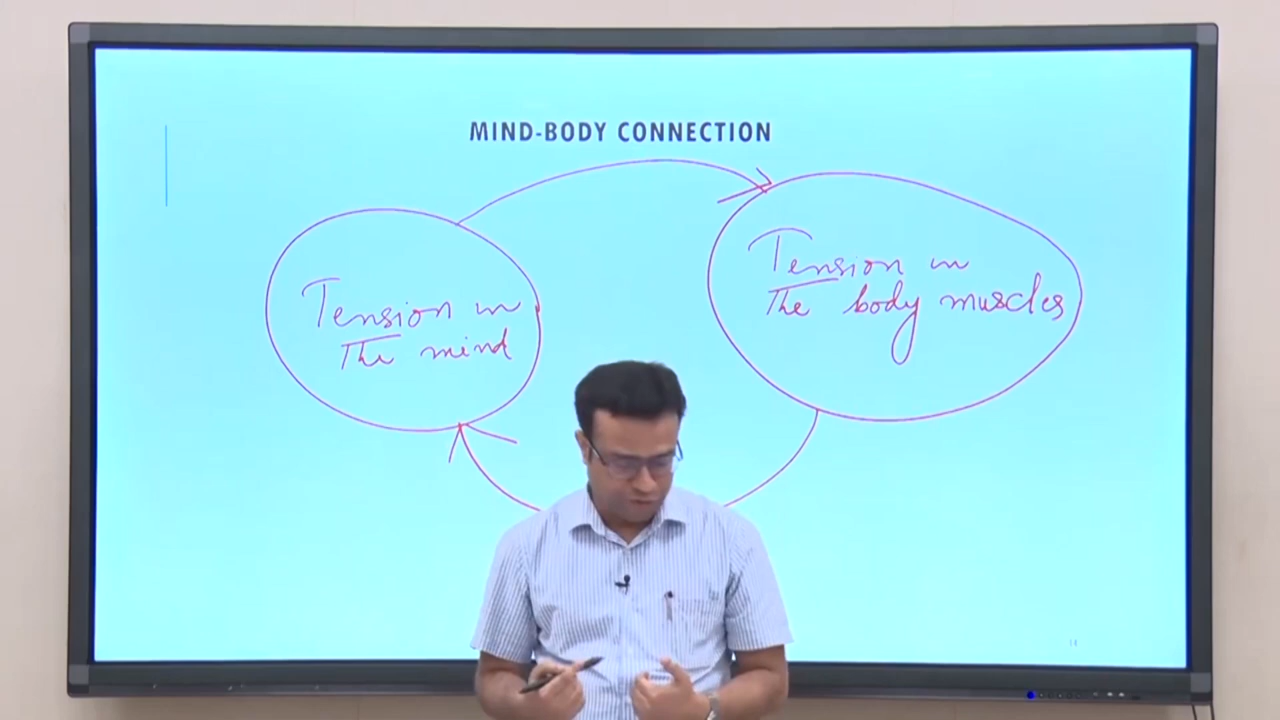 MIND-BODY CONNECTION
Tension in
The mind
Tension in
The body muscles